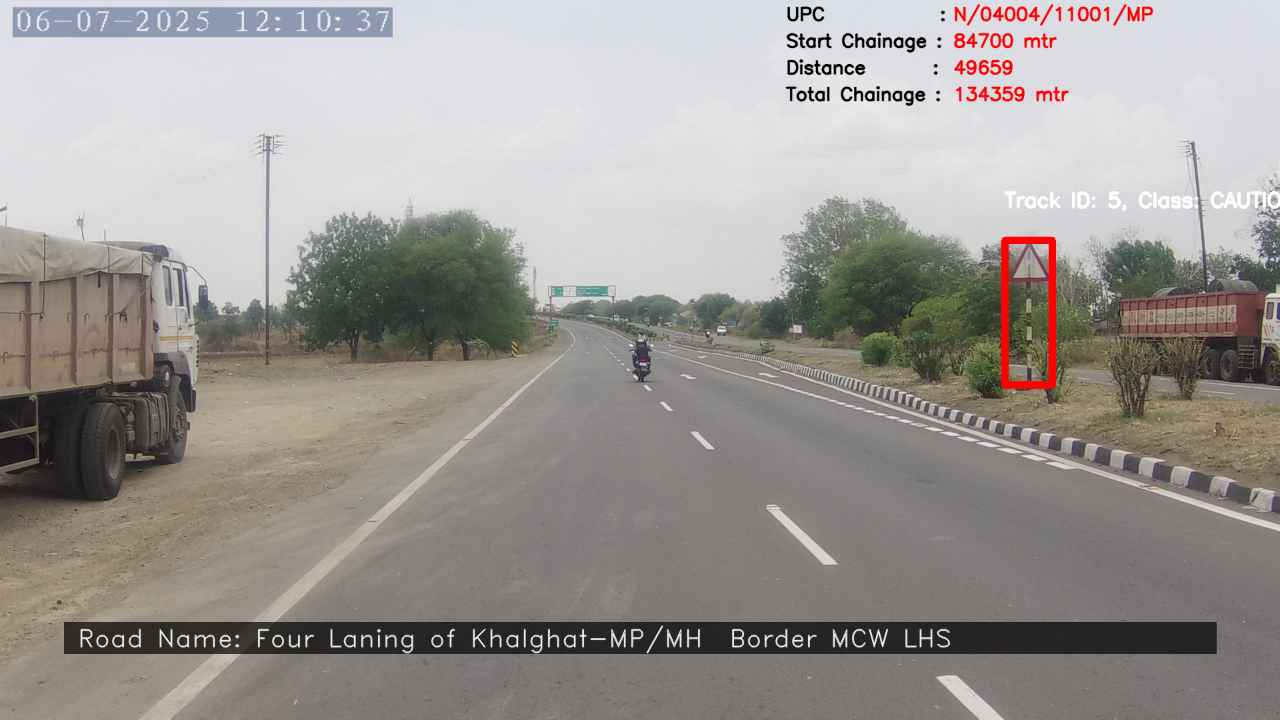 06-07-2025 12:10:37
UPC : N/04004/11001/MP
Start Chainage : 84700 mtr
Distance : 49659
Total Chainage : 134359 mtr
Track ID: 5, Class: CAUTIO
Road Name: Four Laning of Khalghat-MP/MH Border MCW LHS